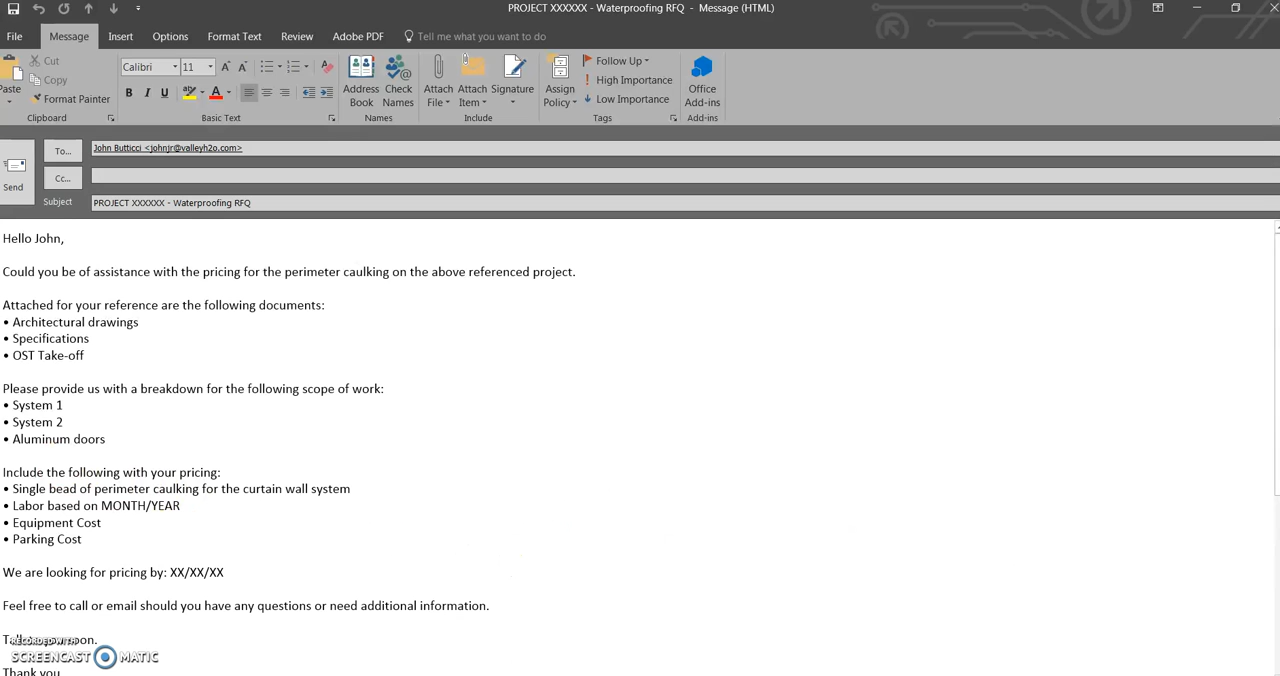 PROJECT XXXXXX - Waterproofing RFQ - Message (HTML)
File Message Insert Options Format Text Review Adobe PDF Tell me what you want to do
Paste
Cut
Copy
Format Painter
Clipboard
Calibri 11
B I U A
Basic Text
Address Book
Check Names
Names
Attach File
Attach Item
Signature
Include
Assign Policy
Follow Up
High Importance
Low Importance
Tags
Office Add-ins
Add-ins
Send
To... John Butticci <johnjr@valleyh2o.com>
Cc...
Subject PROJECT XXXXXX - Waterproofing RFQ
Hello John,
Could you be of assistance with the pricing for the perimeter caulking on the above referenced project.
Attached for your reference are the following documents:
• Architectural drawings
• Specifications
• OST Take-off
Please provide us with a breakdown for the following scope of work:
• System 1
• System 2
• Aluminum doors
Include the following with your pricing:
• Single bead of perimeter caulking for the curtain wall system
• Labor based on MONTH/YEAR
• Equipment Cost
• Parking Cost
We are looking for pricing by: XX/XX/XX
Feel free to call or email should you have any questions or need additional information.
RECORDED WITH
SCREENCAST MATIC
Thank you